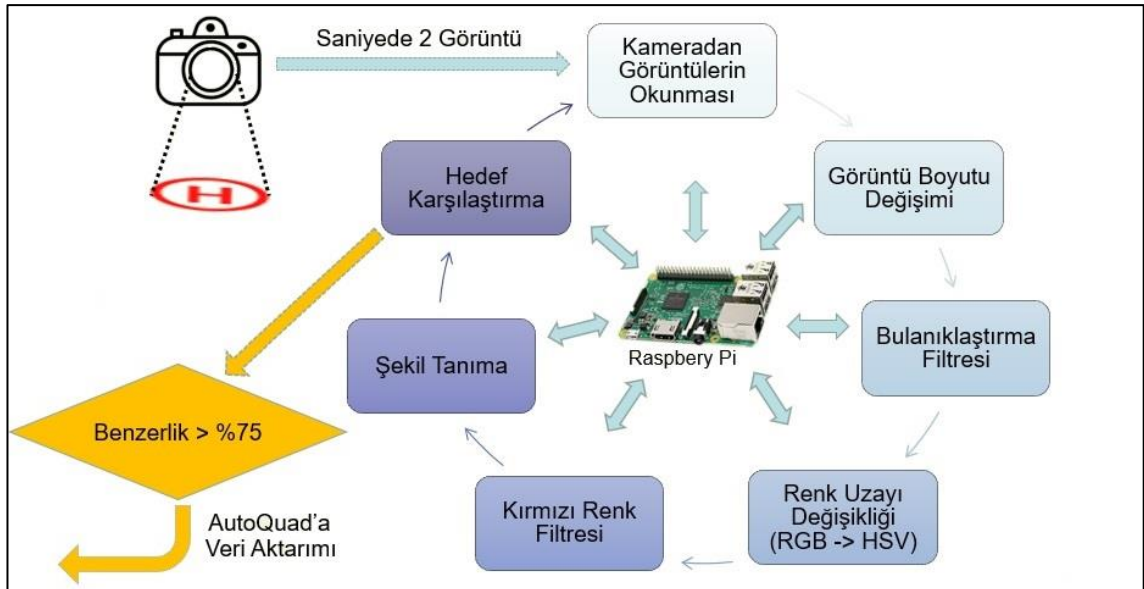 Saniyede 2 Görüntü
Kameradan
Görüntülerin
Okunması
Görüntü Boyutu
Değişimi
Bulanıklaştırma
Filtresi
Renk Uzayı
Değişikliği
(RGB -> HSV)
Kırmızı Renk
Filtresi
Şekil Tanıma
Hedef
Karşılaştırma
Raspbery Pi
Benzerlik > %75
AutoQuad'a
Veri Aktarımı
H